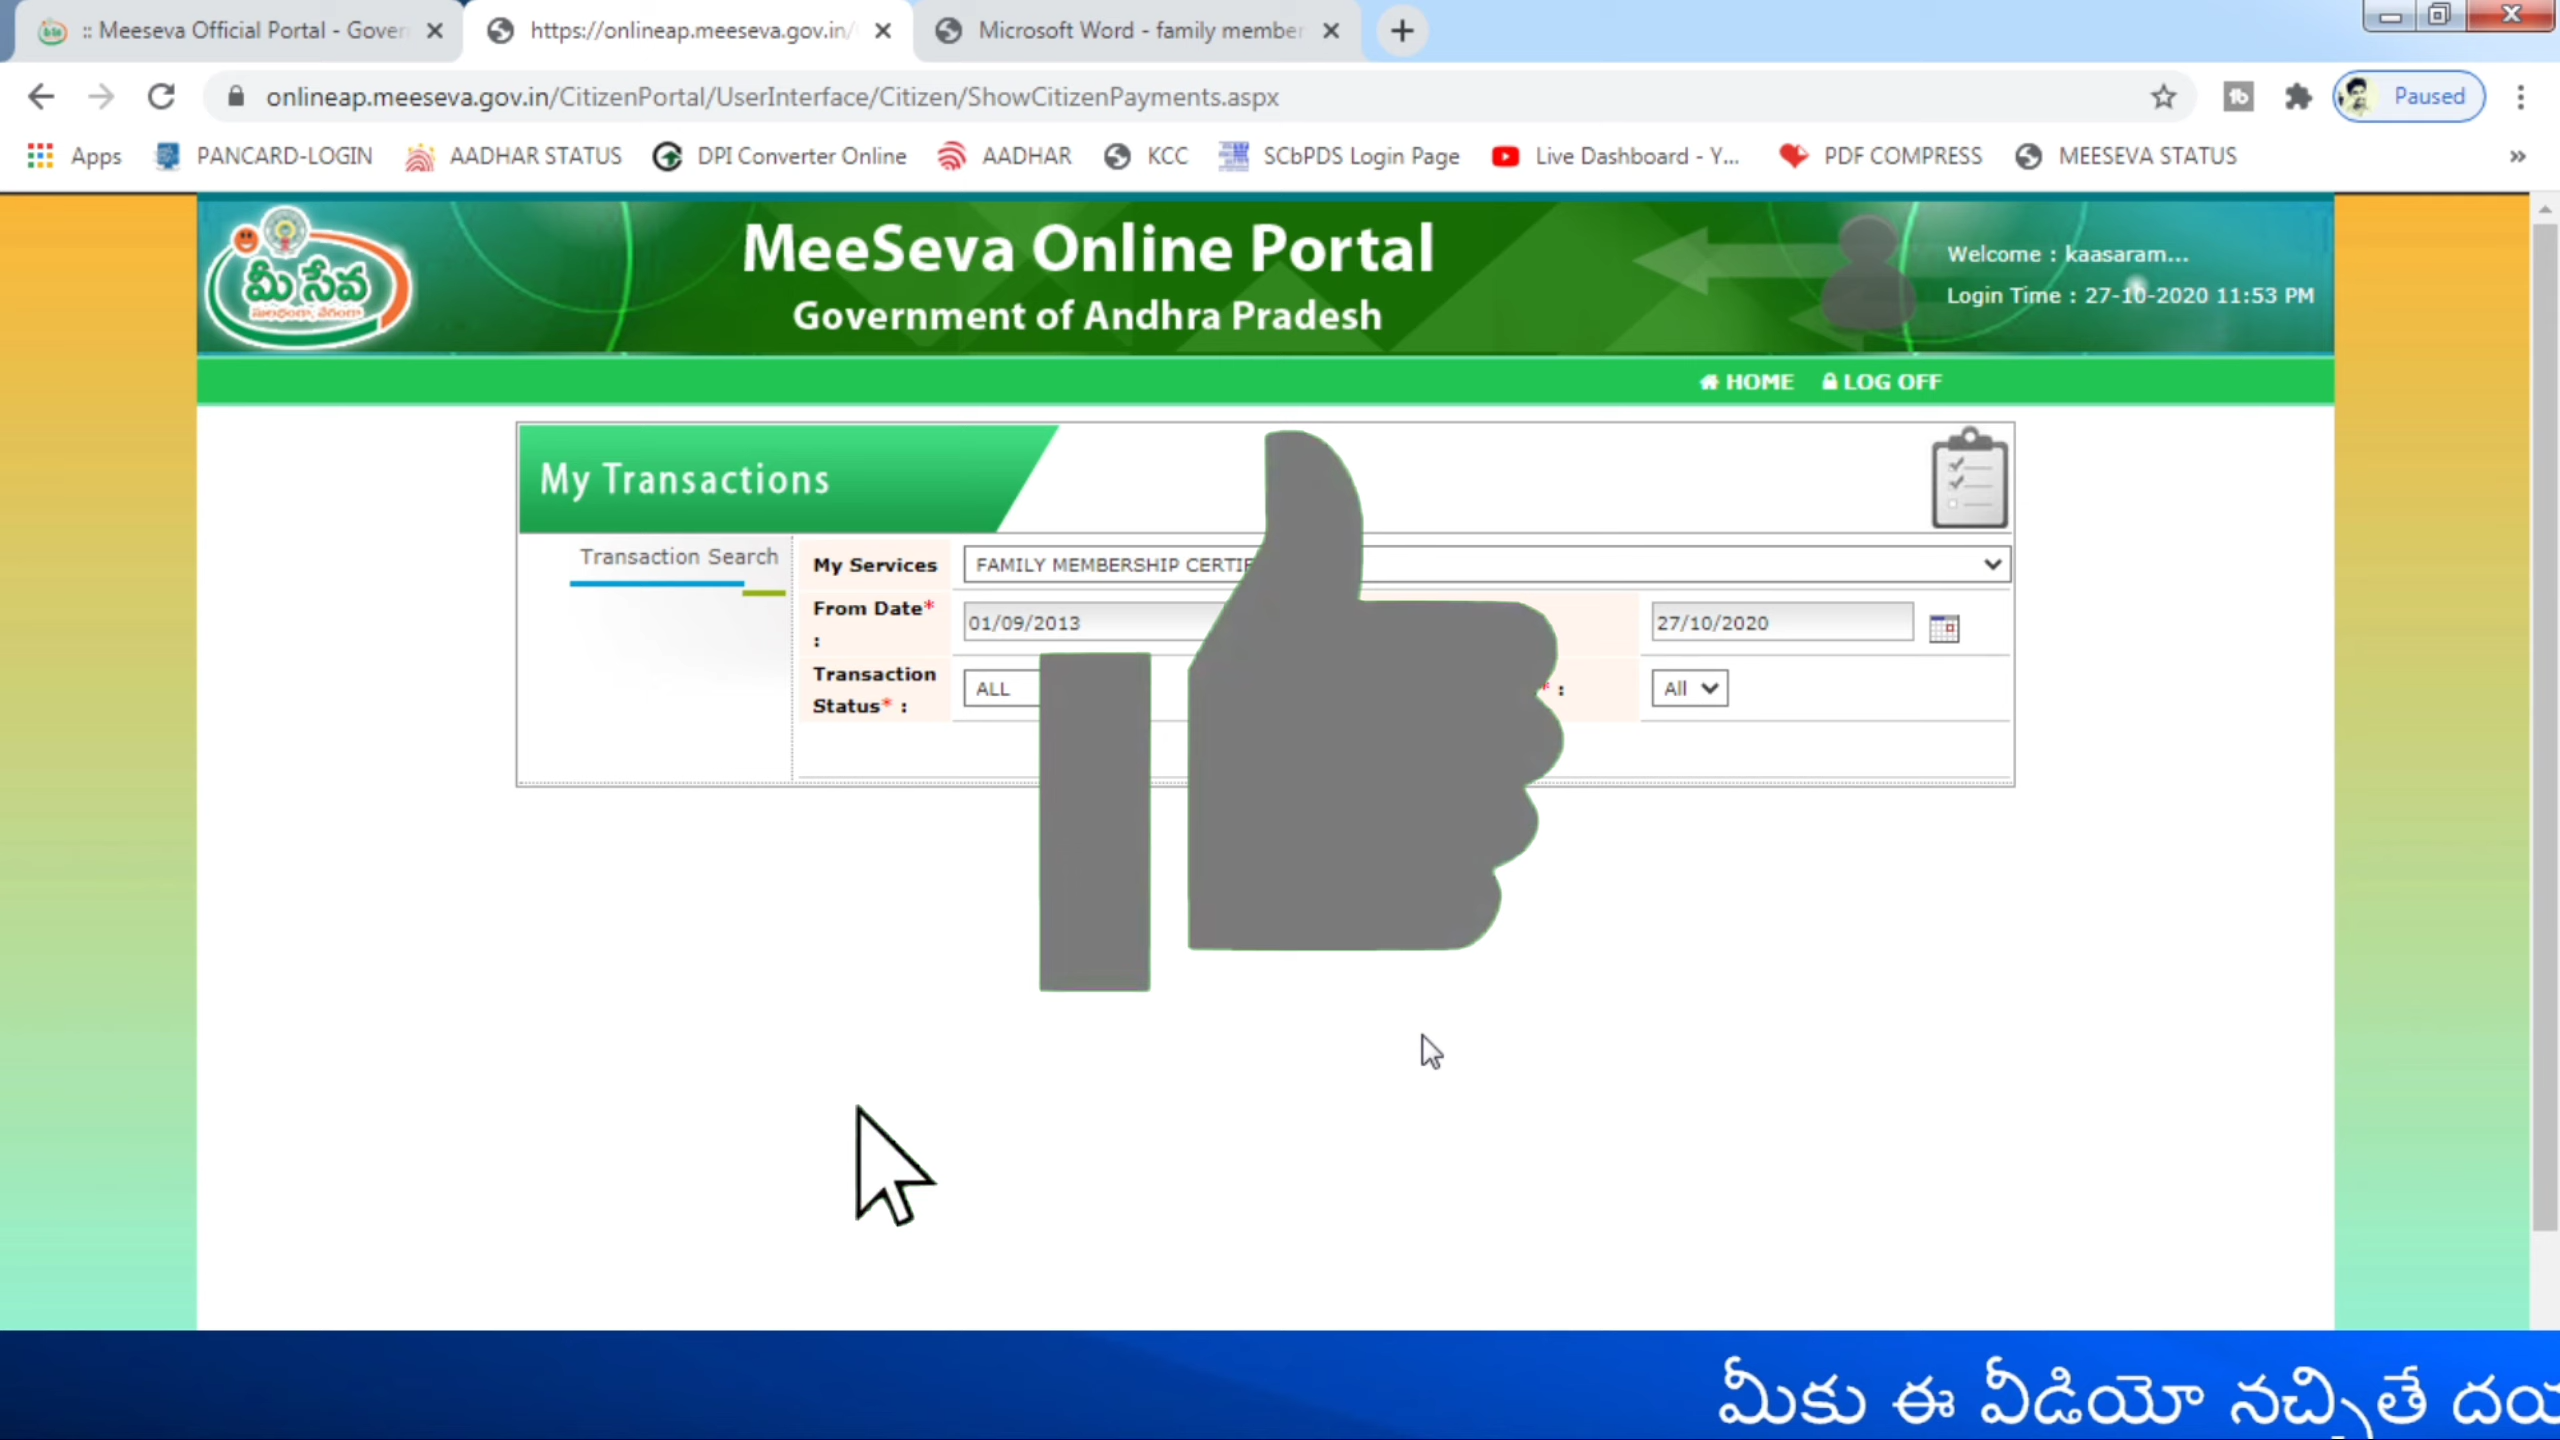 :: Meeseva Official Portal - Gover
https://onlineap.meeseva.gov.in/
Microsoft Word - family member
onlineap.meeseva.gov.in/CitizenPortal/UserInterface/Citizen/ShowCitizenPayments.aspx
Paused
Apps PANCARD-LOGIN AADHAR STATUS DPI Converter Online AADHAR KCC SCbPDS Login Page Live Dashboard - Y... PDF COMPRESS MEESEVA STATUS »
మీ సేవ
MeeSeva Online Portal
Government of Andhra Pradesh
Welcome : kaasaram...
Login Time : 27-10-2020 11:53 PM
HOME LOG OFF
My Transactions
Transaction Search
My Services FAMILY MEMBERSHIP
From Date* : 01/09/2013 27/10/2020
Transaction Status* : ALL * : All
మీకు ఈ వీడియో నచ్చితే